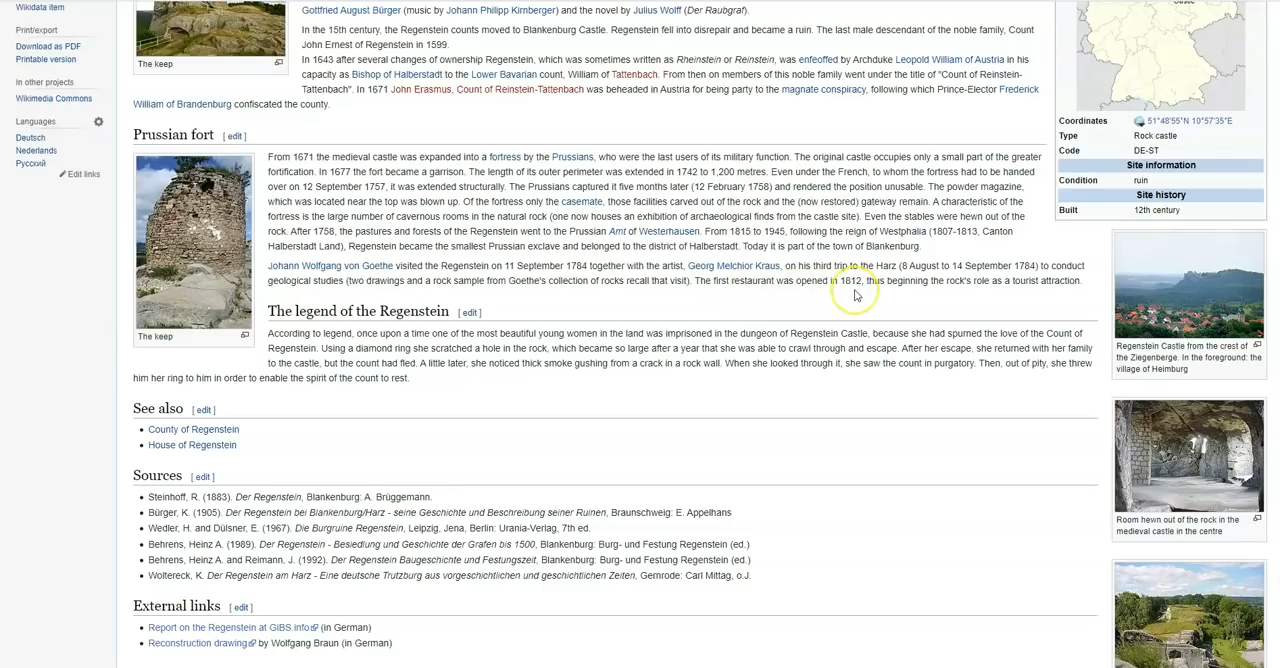 Wikidata item
Print/export
Download as PDF
Printable version
In other projects
Wikimedia Commons
Languages
Deutsch
Nederlands
Русский
Edit links
The keep
Gottfried August Bürger (music by Johann Philipp Kirnberger) and the novel by Julius Wolff (Der Raubgraf).
In the 15th century, the Regenstein counts moved to Blankenburg Castle. Regenstein fell into disrepair and became a ruin. The last male descendant of the noble family, Count
John Ernest of Regenstein in 1599.
In 1643 after several changes of ownership Regenstein, which was sometimes written as Rheinstein or Reinstein, was enfeoffed by Archduke Leopold William of Austria in his
capacity as Bishop of Halberstadt to the Lower Bavarian count, William of Tattenbach. From then on members of this noble family went under the title of "Count of Reinstein-
Tattenbach". In 1671 John Erasmus, Count of Reinstein-Tattenbach was beheaded in Austria for being party to the magnate conspiracy, following which Prince-Elector Frederick
William of Brandenburg confiscated the county.
Prussian fort [ edit ]
The keep
From 1671 the medieval castle was expanded into a fortress by the Prussians, who were the last users of its military function. The original castle occupies only a small part of the greater
fortification. In 1677 the fort became a garrison. The length of its outer perimeter was extended in 1742 to 1,200 metres. Even under the French, to whom the fortress had to be handed
over on 12 September 1757, it was extended structurally. The Prussians captured it five months later (12 February 1758) and rendered the position unusable. The powder magazine,
which was located near the top was blown up. Of the fortress only the casemate, those facilities carved out of the rock and the (now restored) gateway remain. A characteristic of the
fortress is the large number of cavernous rooms in the natural rock (one now houses an exhibition of archaeological finds from the castle site). Even the stables were hewn out of the
rock. After 1758, the pastures and forests of the Regenstein went to the Prussian Amt of Westerhausen. From 1815 to 1945, following the reign of Westphalia (1807-1813, Canton
Halberstadt Land), Regenstein became the smallest Prussian exclave and belonged to the district of Halberstadt. Today it is part of the town of Blankenburg.
Johann Wolfgang von Goethe visited the Regenstein on 11 September 1784 together with the artist, Georg Melchior Kraus, on his third trip to the Harz (8 August to 14 September 1784) to conduct
geological studies (two drawings and a rock sample from Goethe's collection of rocks recall that visit). The first restaurant was opened in 1812, thus beginning the rock's role as a tourist attraction.
The legend of the Regenstein [ edit ]
According to legend, once upon a time one of the most beautiful young women in the land was imprisoned in the dungeon of Regenstein Castle, because she had spurned the love of the Count of
Regenstein. Using a diamond ring she scratched a hole in the rock, which became so large after a year that she was able to crawl through and escape. After her escape, she returned with her family
to the castle, but the count had fled. A little later, she noticed thick smoke gushing from a crack in a rock wall. When she looked through it, she saw the count in purgatory. Then, out of pity, she threw
him her ring to him in order to enable the spirit of the count to rest.
See also [ edit ]
County of Regenstein
House of Regenstein
Sources [ edit ]
Steinhoff, R. (1883). Der Regenstein, Blankenburg: A. Brüggemann.
Bürger, K. (1905). Der Regenstein bei Blankenburg/Harz - seine Geschichte und Beschreibung seiner Ruinen, Braunschweig: E. Appelhans
Wedler, H. and Dülsner, E. (1967). Die Burgruine Regenstein, Leipzig, Jena, Berlin: Urania-Verlag, 7th ed.
Behrens, Heinz A. (1989). Der Regenstein - Besiedlung und Geschichte der Grafen bis 1500, Blankenburg: Burg- und Festung Regenstein (ed.)
Behrens, Heinz A. and Reimann, J. (1992). Der Regenstein Baugeschichte und Festungszeit, Blankenburg: Burg- und Festung Regenstein (ed.)
Woltereck, K. Der Regenstein am Harz - Eine deutsche Trutzburg aus vorgeschichtlichen und geschichtlichen Zeiten, Gernrode: Carl Mittag, o.J.
External links [ edit ]
Report on the Regenstein at GiBS.info (in German)
Reconstruction drawing by Wolfgang Braun (in German)
Coordinates 51°48′55″N 10°57′35″E
Type Rock castle
Code DE-ST
Site information
Condition ruin
Site history
Built 12th century
Regenstein Castle from the crest of
the Ziegenberge. In the foreground: the
village of Heimburg
Room hewn out of the rock in the
medieval castle in the centre